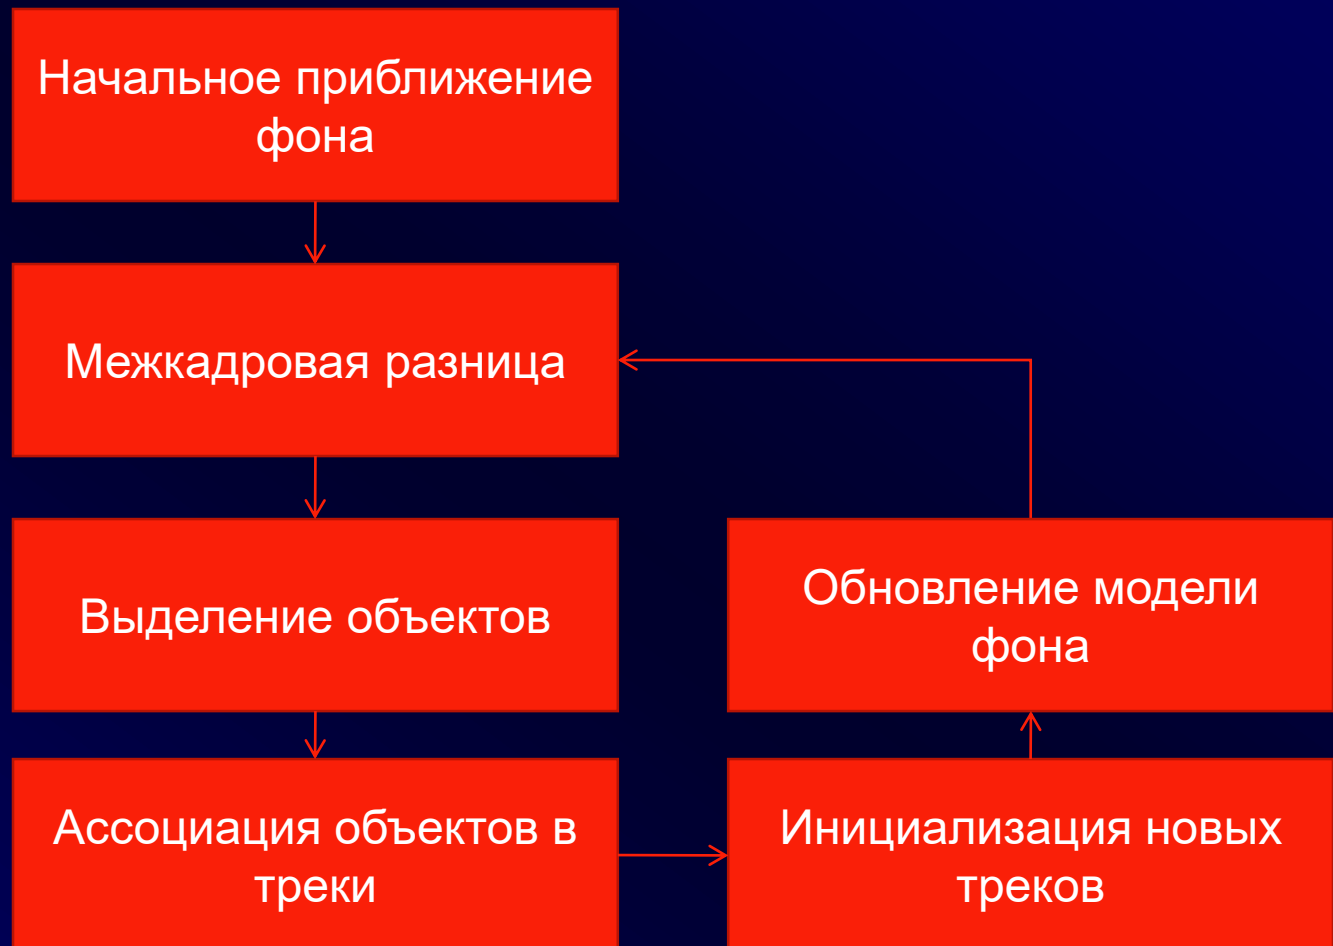 Начальное приближение
фона
Межкадровая разница
Выделение объектов
Обновление модели
фона
Ассоциация объектов в
треки
Инициализация новых
треков